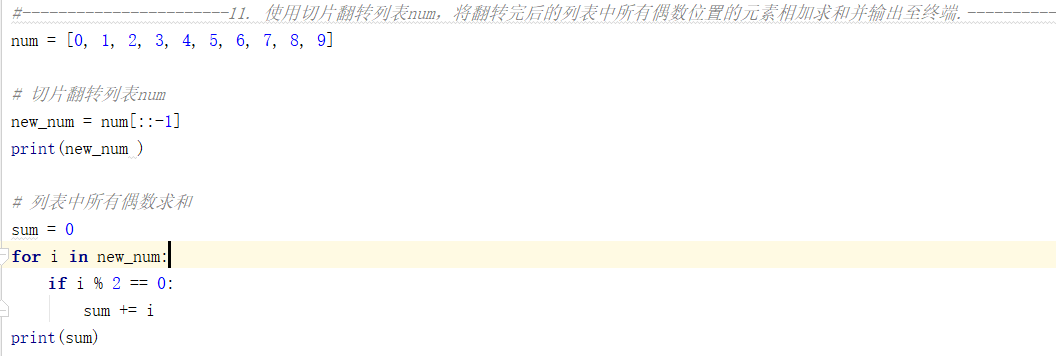 #-----------------------11. 使用切片翻转列表num，将翻转完后的列表中所有偶数位置的元素相加求和并输出至终端.----------
num = [0, 1, 2, 3, 4, 5, 6, 7, 8, 9]
# 切片翻转列表num
new_num = num[::-1]
print(new_num )
# 列表中所有偶数求和
sum = 0
for i in new_num:
    if i % 2 == 0:
        sum += i
print(sum)